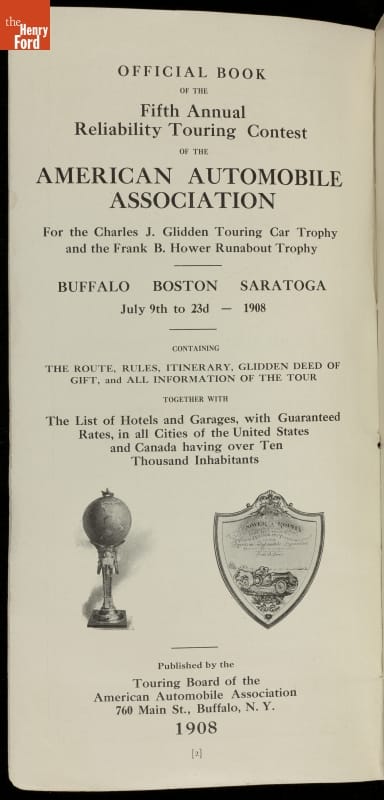 the
Henry
Ford
OFFICIAL BOOK
OF THE
Fifth Annual
Reliability Touring Contest
OF THE
AMERICAN AUTOMOBILE
ASSOCIATION
For the Charles J. Glidden Touring Car Trophy
and the Frank B. Hower Runabout Trophy
BUFFALO BOSTON SARATOGA
July 9th to 23d — 1908
CONTAINING
THE ROUTE, RULES, ITINERARY, GLIDDEN DEED OF
GIFT, and ALL INFORMATION OF THE TOUR
TOGETHER WITH
The List of Hotels and Garages, with Guaranteed
Rates, in all Cities of the United States
and Canada having over Ten
Thousand Inhabitants
HOWER TROPHY
Published by the
Touring Board of the
American Automobile Association
760 Main St., Buffalo, N. Y.
1908
[2]